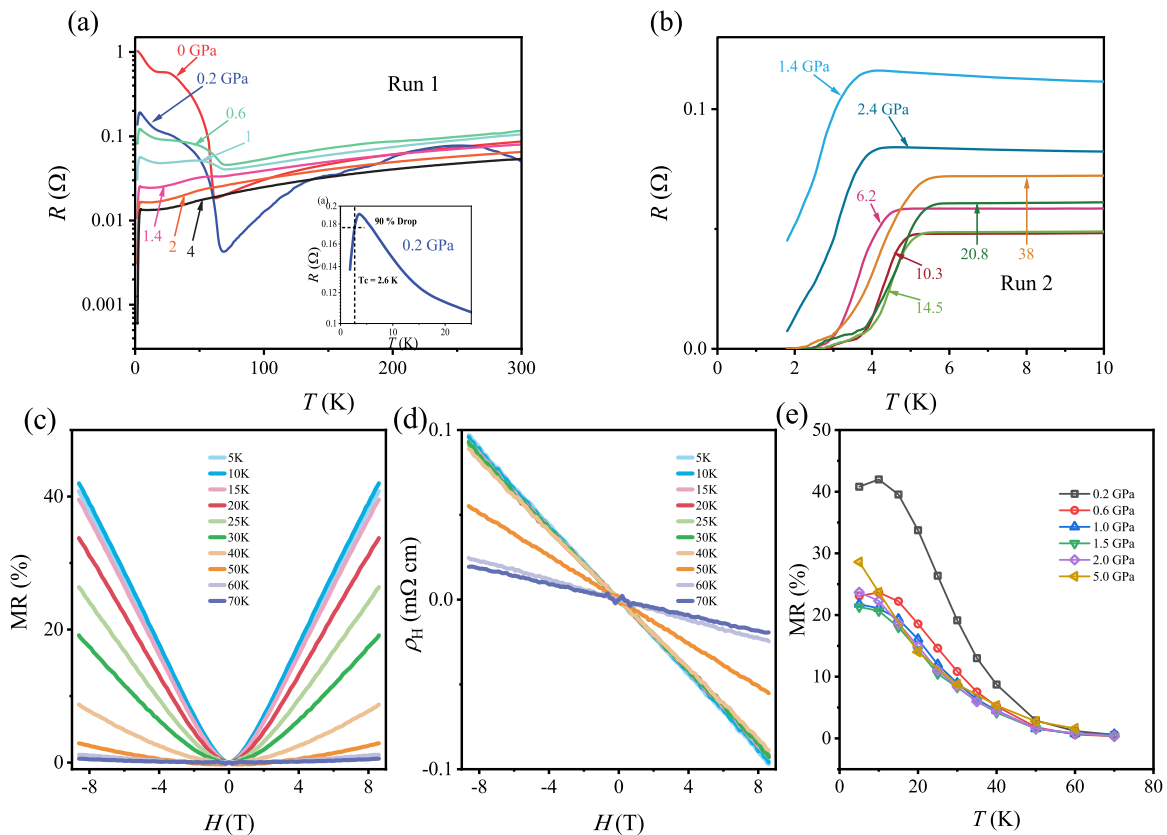 (a)
1
0.1
0.01
0.001
R (Ω)
0 GPa
0.2 GPa
0.6
1
1.4
2
4
Run 1
0
100
200
300
T (K)
(a)
0.2
0.18
0.16
0.14
0.12
0.1
R (Ω)
90 % Drop
0.2 GPa
Tc = 2.6 K
0
10
20
T (K)
(b)
0.1
0.0
R (Ω)
1.4 GPa
2.4 GPa
6.2
20.8
38
10.3
14.5
Run 2
0
2
4
6
8
10
T (K)
(c)
40
20
0
MR (%)
5K
10K
15K
20K
25K
30K
40K
50K
60K
70K
-8
-4
0
4
8
H (T)
(d)
0.1
0.0
-0.1
ρH (mΩ cm)
5K
10K
15K
20K
25K
30K
40K
50K
60K
70K
-8
-4
0
4
8
H (T)
(e)
50
40
30
20
10
0
MR (%)
0.2 GPa
0.6 GPa
1.0 GPa
1.5 GPa
2.0 GPa
5.0 GPa
0
20
40
60
80
T (K)